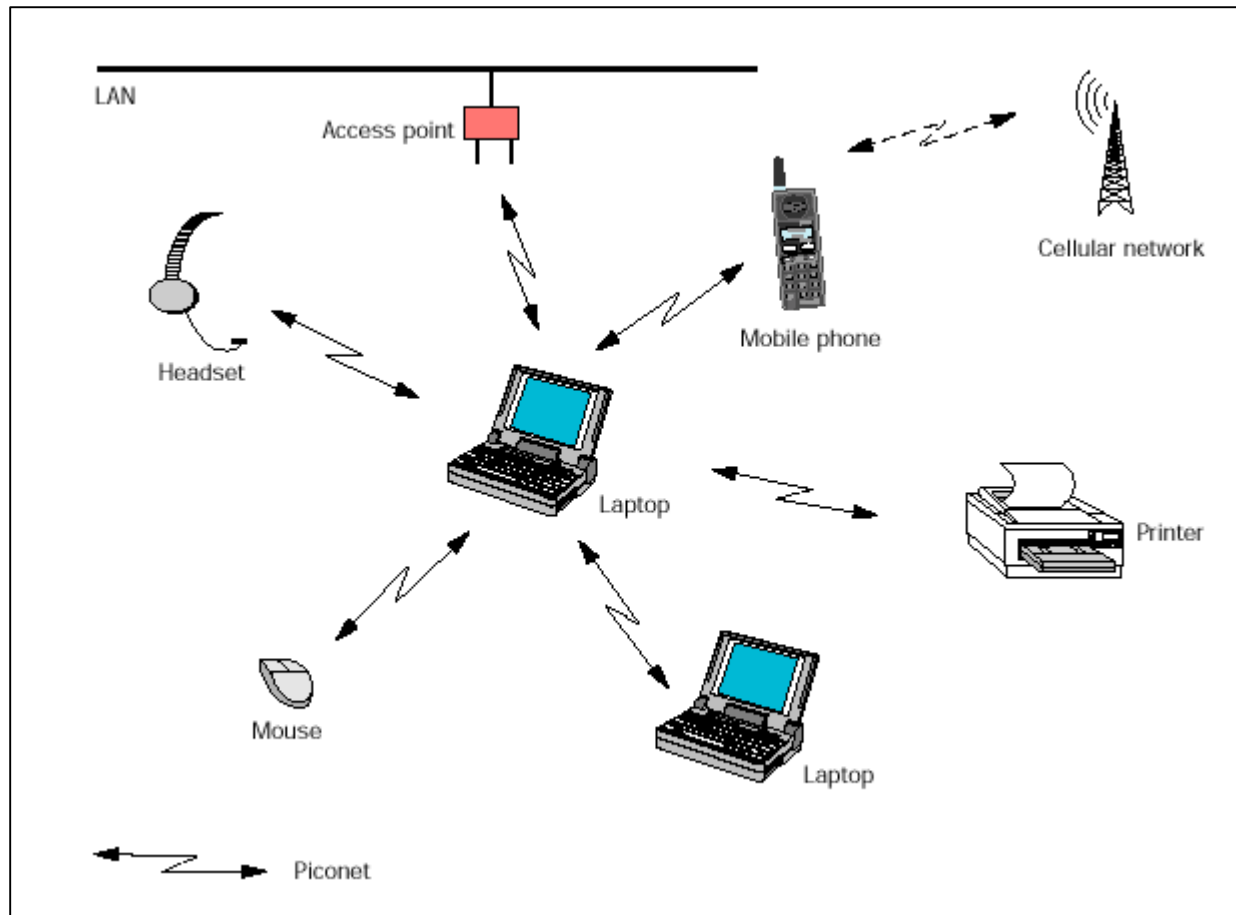 LAN
Access point
Cellular network
Mobile phone
Headset
Laptop
Printer
Mouse
Laptop
Piconet